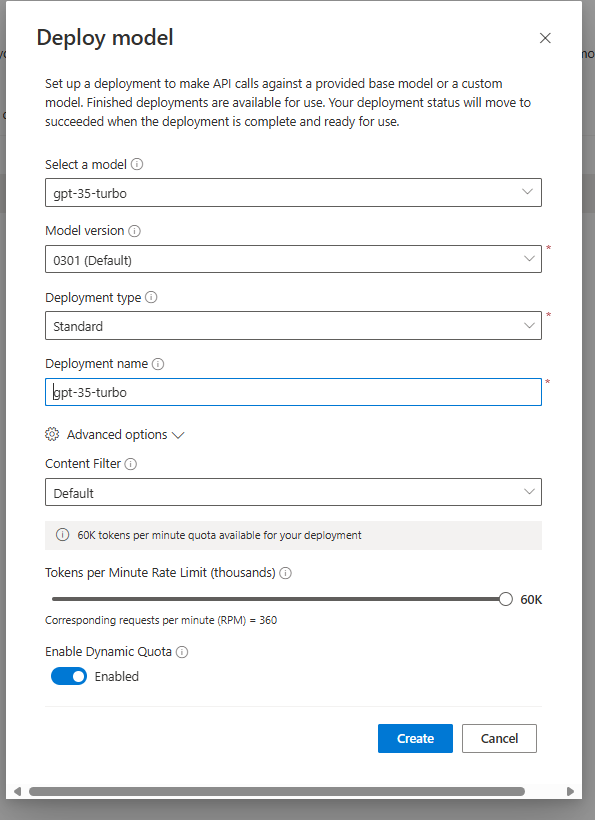 Deploy model
Set up a deployment to make API calls against a provided base model or a custom
model. Finished deployments are available for use. Your deployment status will move to
succeeded when the deployment is complete and ready for use.
Select a model
gpt-35-turbo
Model version
0301 (Default)
*
Deployment type
Standard
*
Deployment name
gpt-35-turbo
*
Advanced options
Content Filter
Default
60K tokens per minute quota available for your deployment
Tokens per Minute Rate Limit (thousands)
60K
Corresponding requests per minute (RPM) = 360
Enable Dynamic Quota
Enabled
Create
Cancel